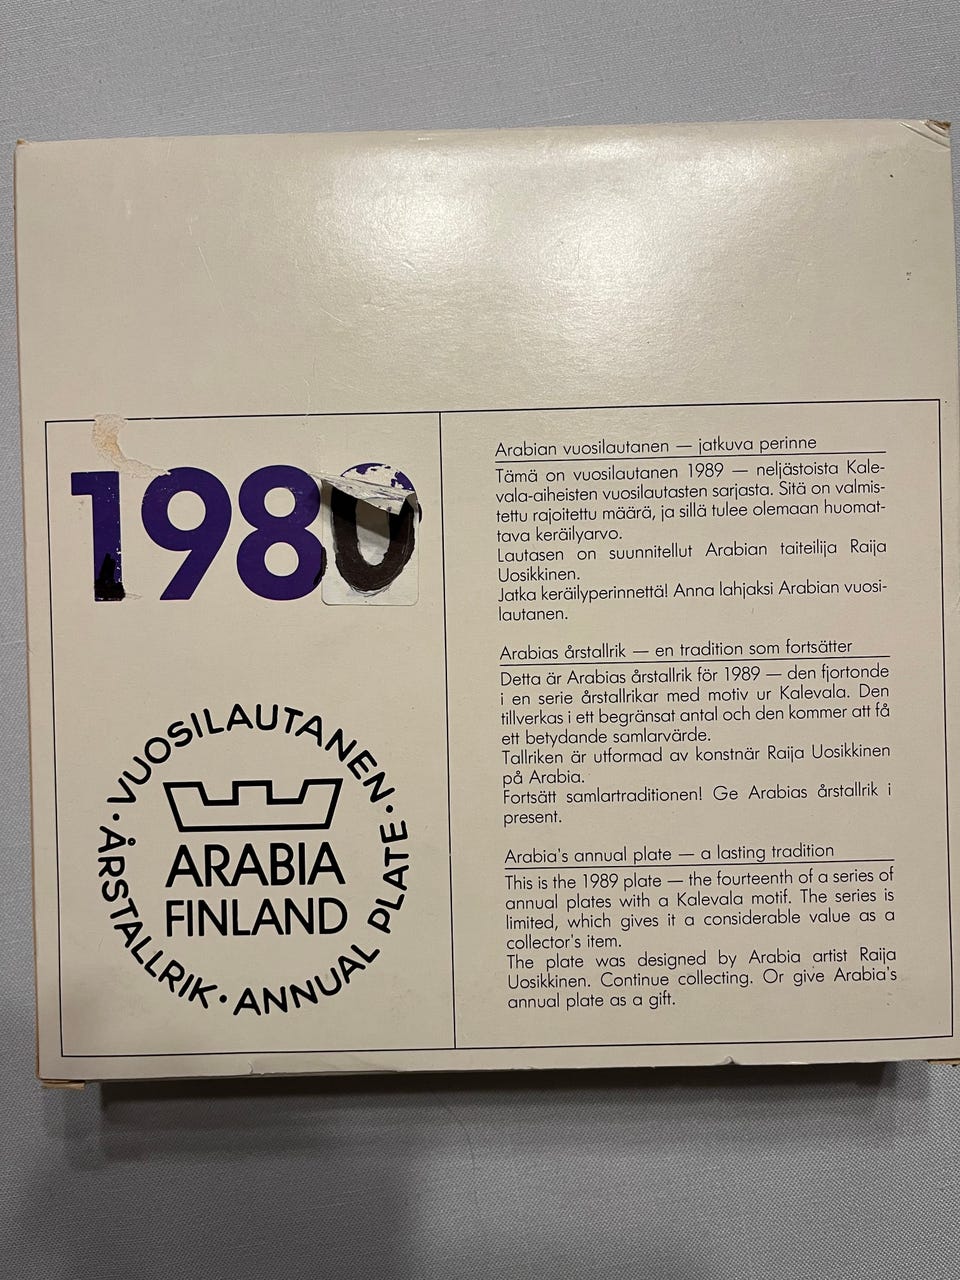 1980
VUOSILAUTANEN · ANNUAL PLATE · ÅRSTALLRIK ·
ARABIA
FINLAND
Arabian vuosilautanen — jatkuva perinne
Tämä on vuosilautanen 1989 — neljästoista Kale-
vala-aiheisten vuosilautasten sarjasta. Sitä on valmis-
tettu rajoitettu määrä, ja sillä tulee olemaan huomat-
tava keräilyarvo.
Lautasen on suunnitellut Arabian taiteilija Raija
Uosikkinen.
Jatka keräilyperinnettä! Anna lahjaksi Arabian vuosi-
lautanen.
Arabias årstallrik — en tradition som fortsätter
Detta är Arabias årstallrik för 1989 — den fjortonde
i en serie årstallrikar med motiv ur Kalevala. Den
tillverkas i ett begränsat antal och den kommer att få
ett betydande samlarvärde.
Tallriken är utformad av konstnär Raija Uosikkinen
på Arabia.
Fortsätt samlartraditionen! Ge Arabias årstallrik i
present.
Arabia's annual plate — a lasting tradition
This is the 1989 plate — the fourteenth of a series of
annual plates with a Kalevala motif. The series is
limited, which gives it a considerable value as a
collector's item.
The plate was designed by Arabia artist Raija
Uosikkinen. Continue collecting. Or give Arabia's
annual plate as a gift.